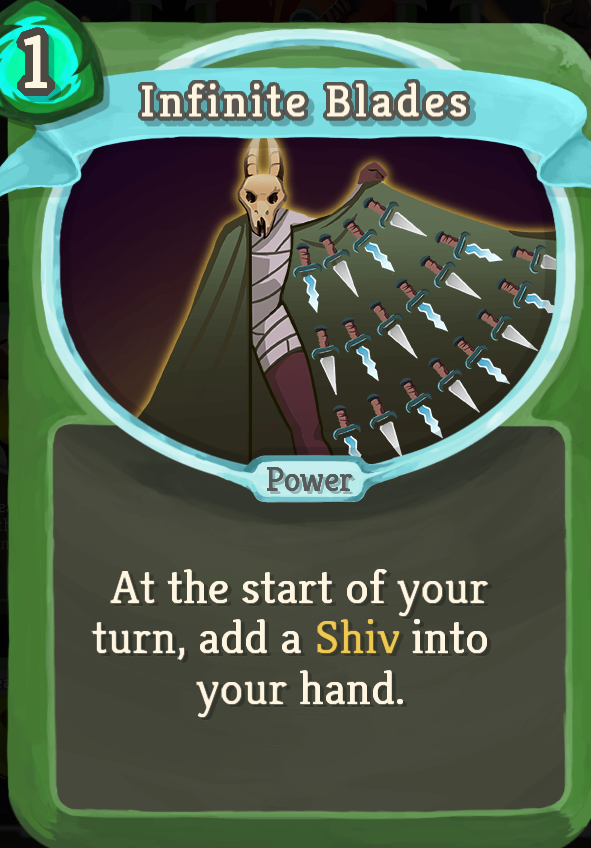 1
Infinite Blades
Power
At the start of your
turn, add a Shiv into
your hand.